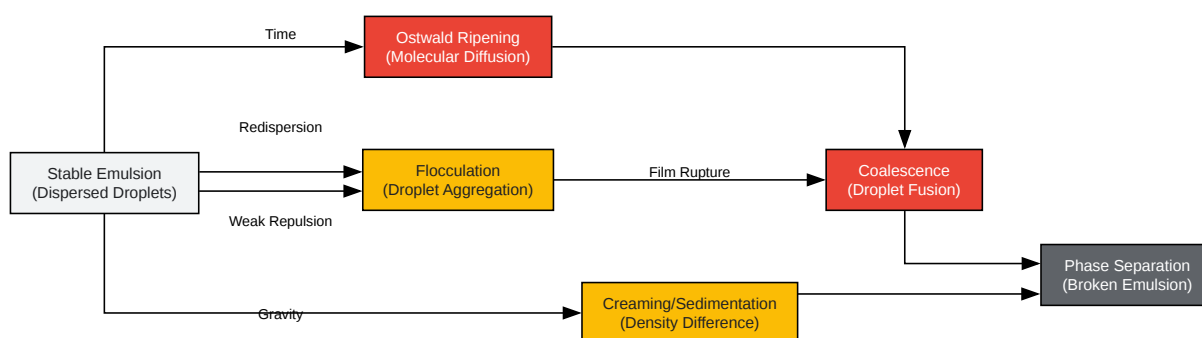 Time
Ostwald Ripening
(Molecular Diffusion)
Redispersion
Stable Emulsion
(Dispersed Droplets)
Flocculation
(Droplet Aggregation)
Film Rupture
Coalescence
(Droplet Fusion)
Weak Repulsion
Phase Separation
(Broken Emulsion)
Gravity
Creaming/Sedimentation
(Density Difference)